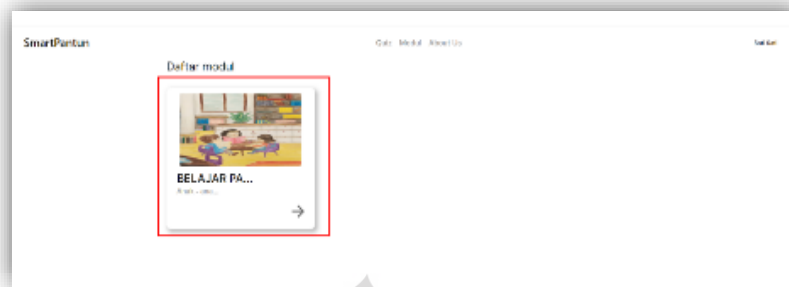 SmartPantun
Quiz Modul About Us
Daftar modul
BELAJAR PA...